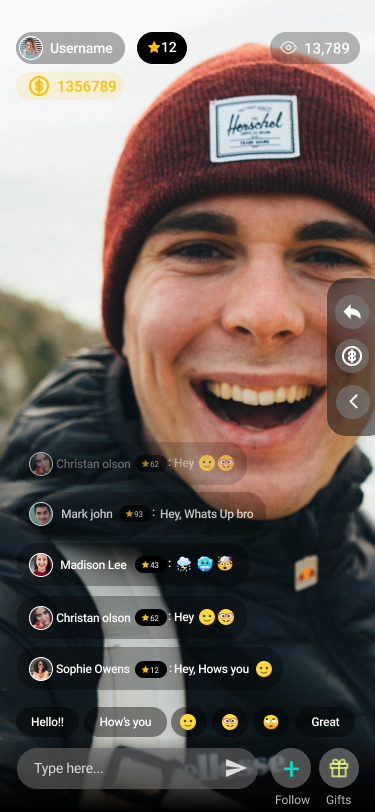 Username
12
13,789
1356789
Herschel
TRADE MARK
Christan olson 62 : Hey 🙂🤓
Mark john 93 : Hey, Whats Up bro
Madison Lee 43 : ⛈️🥶🤯
Christan olson 62 : Hey 🙂🤓
Sophie Owens 12 : Hey, Hows you 🙂
Hello!! How's you 🙂 🤓 🙄 Great
Type here...
Follow Gifts